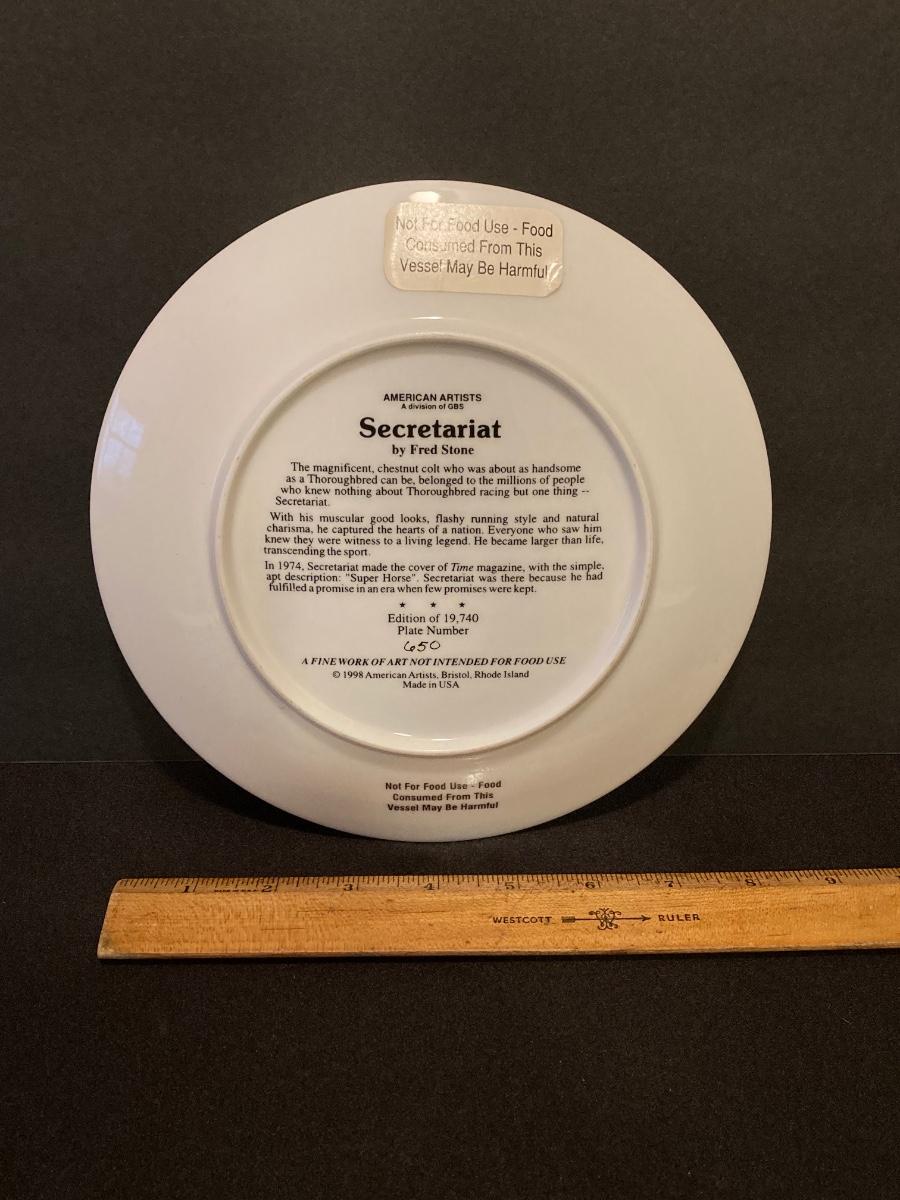 Not For Food Use - Food
Consumed From This
Vessel May Be Harmful
AMERICAN ARTISTS
A division of GBS
Secretariat
by Fred Stone
The magnificent, chestnut colt who was about as handsome
as a Thoroughbred can be, belonged to the millions of people
who knew nothing about Thoroughbred racing but one thing --
Secretariat.
With his muscular good looks, flashy running style and natural
charisma, he captured the hearts of a nation. Everyone who saw him
knew they were witness to a living legend. He became larger than life,
transcending the sport.
In 1974, Secretariat made the cover of Time magazine, with the simple,
apt description: "Super Horse". Secretariat was there because he had
fulfilled a promise in an era when few promises were kept.
★ ★ ★
Edition of 19,740
Plate Number
650
A FINE WORK OF ART NOT INTENDED FOR FOOD USE
© 1998 American Artists, Bristol, Rhode Island
Made in USA
Not For Food Use - Food
Consumed From This
Vessel May Be Harmful
1 2 3 4 5 6 7 8 9
WESTCOTT RULER